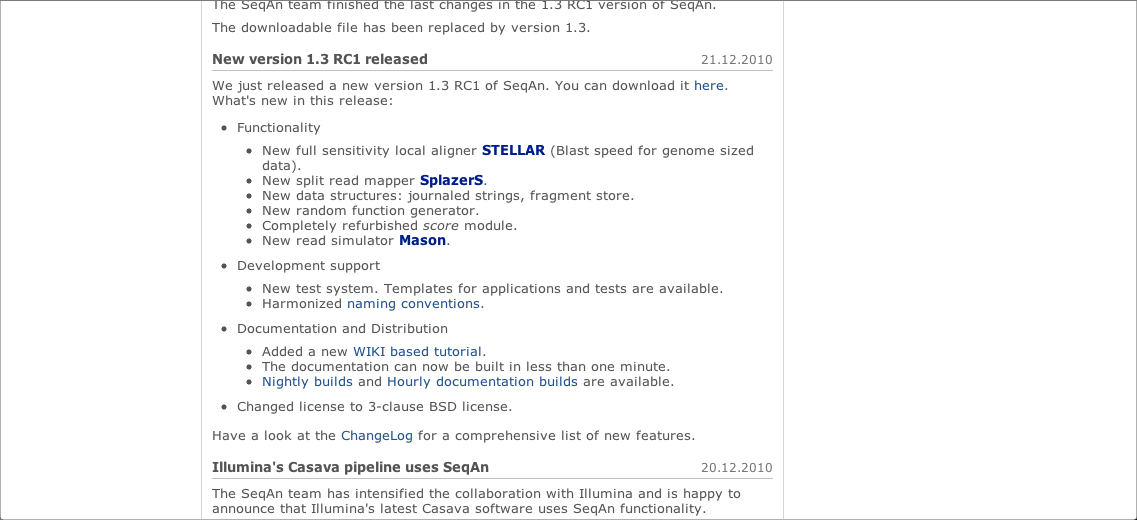 The SeqAn team finished the last changes in the 1.3 RC1 version of SeqAn.
The downloadable file has been replaced by version 1.3.
New version 1.3 RC1 released 21.12.2010
We just released a new version 1.3 RC1 of SeqAn. You can download it here.
What's new in this release:
• Functionality
• New full sensitivity local aligner STELLAR (Blast speed for genome sized
data).
• New split read mapper SplazerS.
• New data structures: journaled strings, fragment store.
• New random function generator.
• Completely refurbished score module.
• New read simulator Mason.
• Development support
• New test system. Templates for applications and tests are available.
• Harmonized naming conventions.
• Documentation and Distribution
• Added a new WIKI based tutorial.
• The documentation can now be built in less than one minute.
• Nightly builds and Hourly documentation builds are available.
• Changed license to 3-clause BSD license.
Have a look at the ChangeLog for a comprehensive list of new features.
Illumina's Casava pipeline uses SeqAn 20.12.2010
The SeqAn team has intensified the collaboration with Illumina and is happy to
announce that Illumina's latest Casava software uses SeqAn functionality.